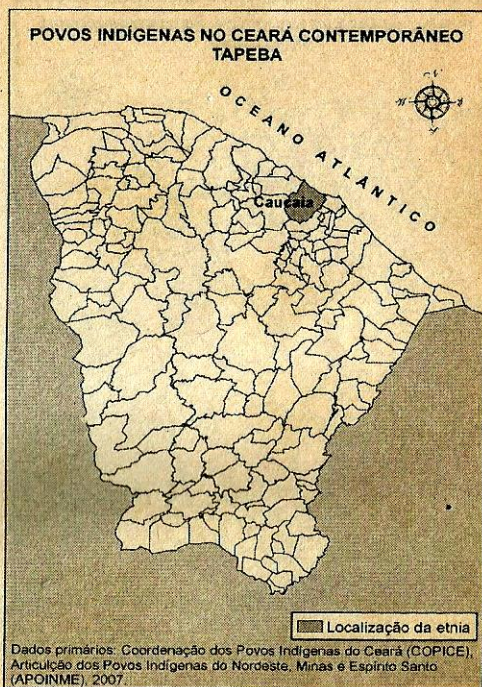 POVOS INDÍGENAS NO CEARÁ CONTEMPORÂNEO
TAPEBA
N
W
S
OCEANO ATLÂNTICO
Caucaia
Localização da etnia
Dados primários: Coordenação dos Povos Indígenas do Ceará (COPICE),
Articulção dos Povos Indígenas do Nordeste, Minas e Espírito Santo
(APOINME), 2007.